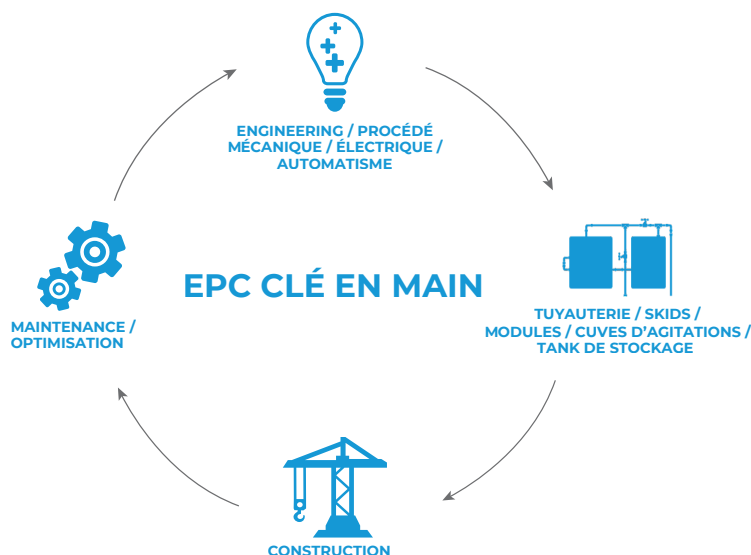 ENGINEERING / PROCÉDÉ
MÉCANIQUE / ÉLECTRIQUE /
AUTOMATISME
EPC CLÉ EN MAIN
TUYAUTERIE / SKIDS /
MODULES / CUVES D'AGITATIONS /
TANK DE STOCKAGE
MAINTENANCE /
OPTIMISATION
CONSTRUCTION